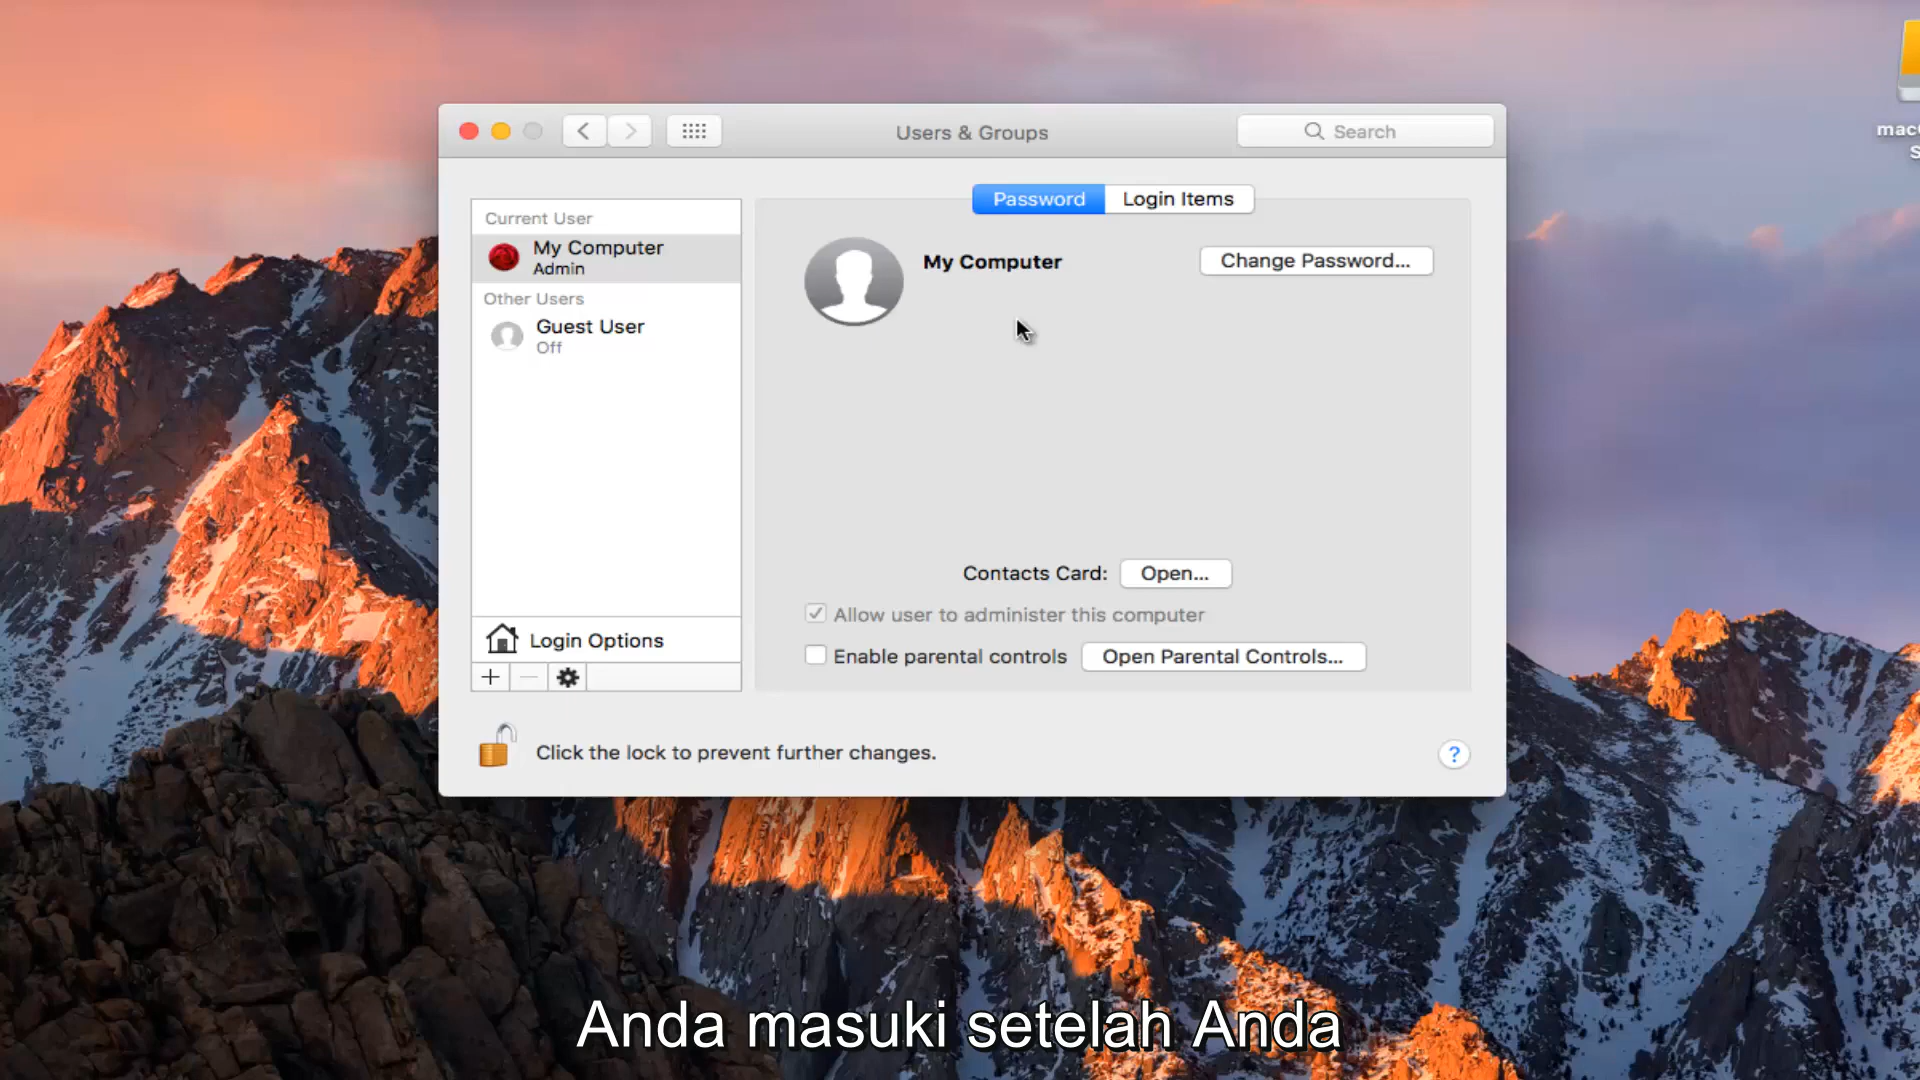 Users & Groups
Search
mac
S
Password
Login Items
Current User
My Computer
Admin
Other Users
Guest User
Off
My Computer
Change Password...
Contacts Card:
Open...
Allow user to administer this computer
Enable parental controls
Open Parental Controls...
Login Options
Click the lock to prevent further changes.
?
Anda masuki setelah Anda